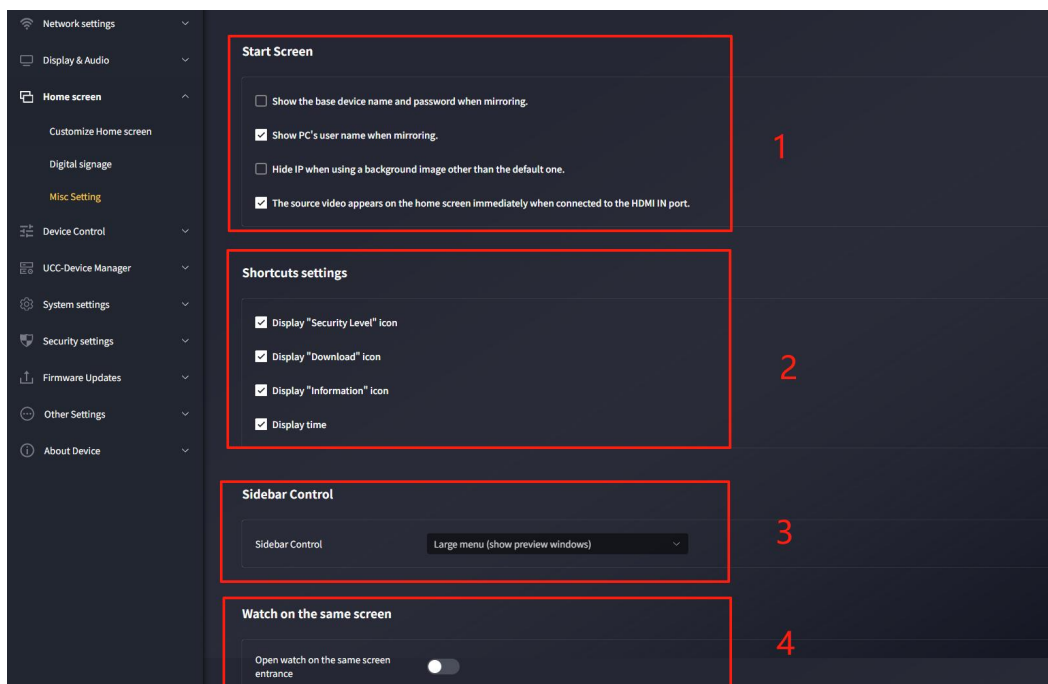 Network settings
Display & Audio
Home screen
Customize Home screen
Digital signage
Misc Setting
Device Control
UCC-Device Manager
System settings
Security settings
Firmware Updates
Other Settings
About Device
Start Screen
Show the base device name and password when mirroring.
Show PC's user name when mirroring.
Hide IP when using a background image other than the default one.
The source video appears on the home screen immediately when connected to the HDMI IN port.
1
Shortcuts settings
Display "Security Level" icon
Display "Download" icon
Display "Information" icon
Display time
2
Sidebar Control
Sidebar Control
Large menu (show preview windows)
3
Watch on the same screen
Open watch on the same screen
entrance
4